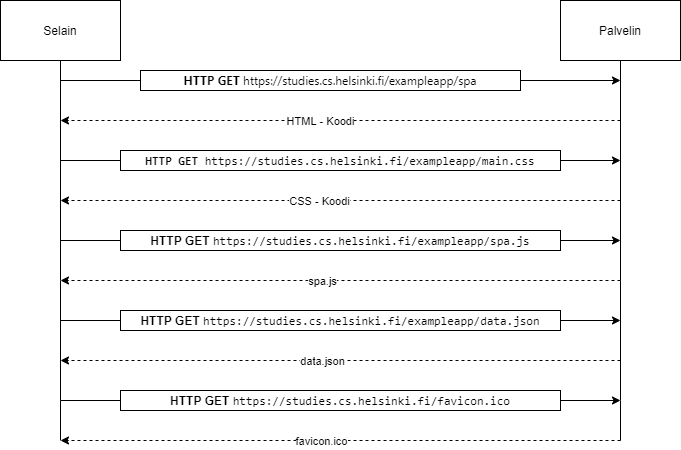 Selain
Palvelin
HTTP GET https://studies.cs.helsinki.fi/exampleapp/spa
HTML - Koodi
HTTP GET https://studies.cs.helsinki.fi/exampleapp/main.css
CSS - Koodi
HTTP GET https://studies.cs.helsinki.fi/exampleapp/spa.js
spa.js
HTTP GET https://studies.cs.helsinki.fi/exampleapp/data.json
data.json
HTTP GET https://studies.cs.helsinki.fi/favicon.ico
favicon.ico